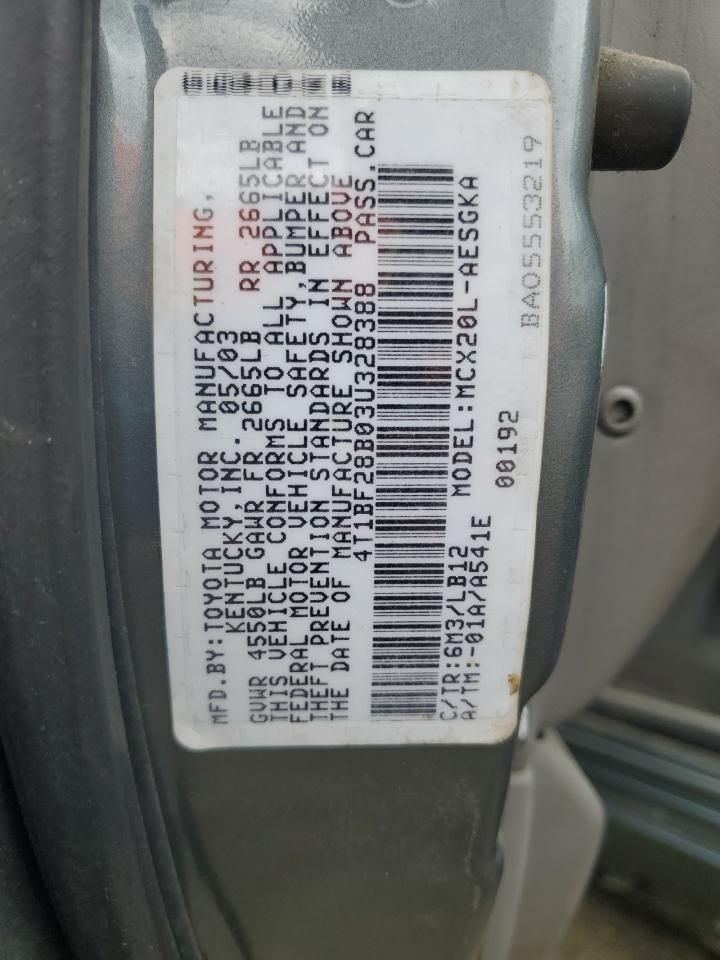 MFD.BY:TOYOTA MOTOR MANUFACTURING,
KENTUCKY,INC. 05/03
GVWR 4550LB GAWR FR 2665LB RR 2665LB
THIS VEHICLE CONFORMS TO ALL APPLICABLE
FEDERAL MOTOR VEHICLE SAFETY,BUMPER AND
THEFT PREVENTION STANDARDS IN EFFECT ON
THE DATE OF MANUFACTURE SHOWN ABOVE
4T1BF28B03U328388 PASS.CAR
C/TR:6M3/LB12 MODEL:MCX20L-AESGKA
A/TM:-01A/A541E 00192
BA05553219